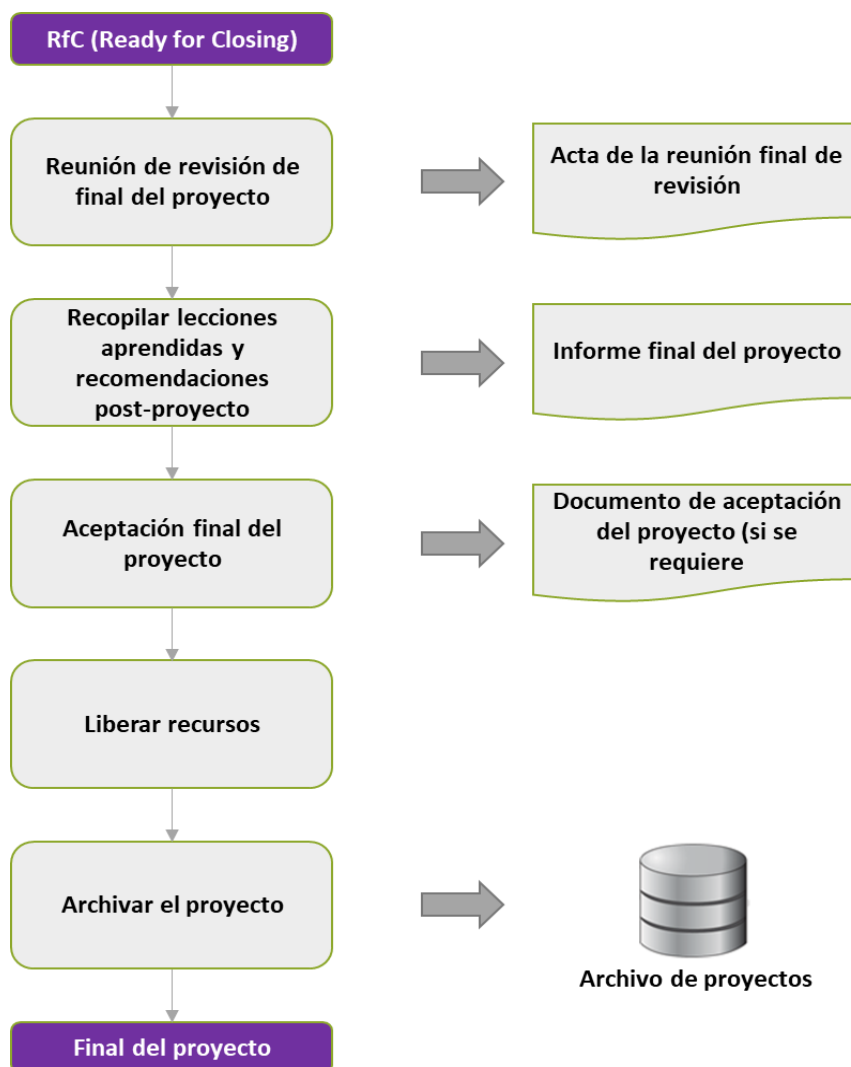 RfC (Ready for Closing)
Reunión de revisión de
final del proyecto
Acta de la reunión final de
revisión
Recopilar lecciones
aprendidas y
recomendaciones
post-proyecto
Informe final del proyecto
Aceptación final del
proyecto
Documento de aceptación
del proyecto (si se
requiere
Liberar recursos
Archivar el proyecto
Archivo de proyectos
Final del proyecto